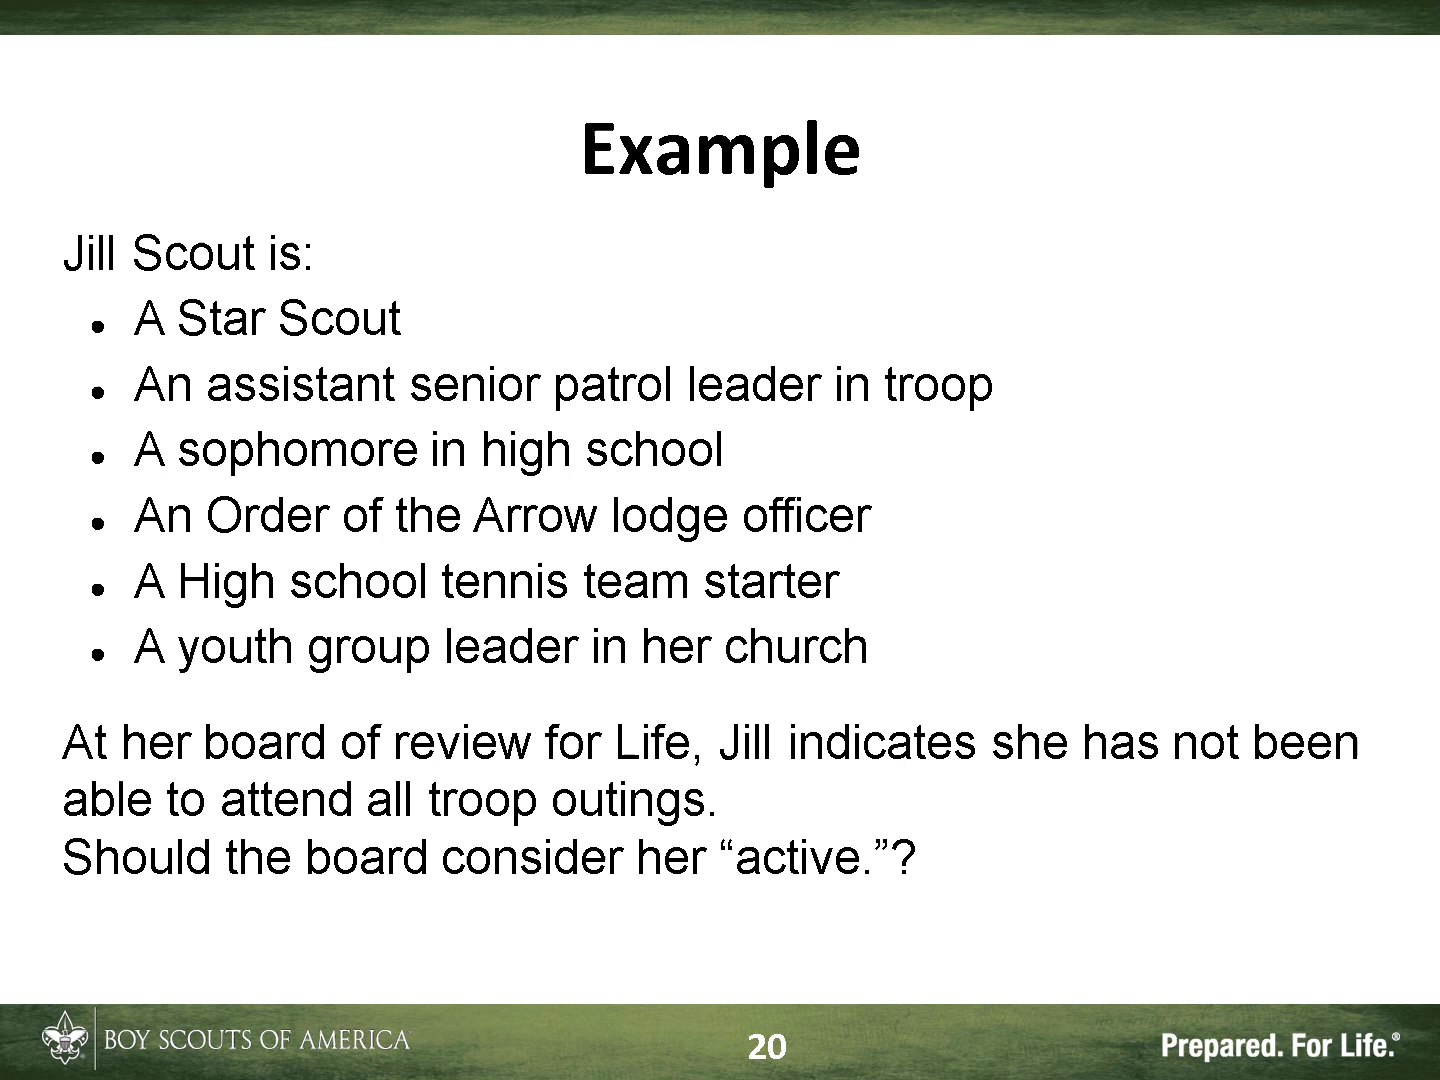 Example
Jill Scout is:
● A Star Scout
● An assistant senior patrol leader in troop
● A sophomore in high school
● An Order of the Arrow lodge officer
● A High school tennis team starter
● A youth group leader in her church
At her board of review for Life, Jill indicates she has not been
able to attend all troop outings.
Should the board consider her “active.”?
BOY SCOUTS OF AMERICA
20
Prepared. For Life.®